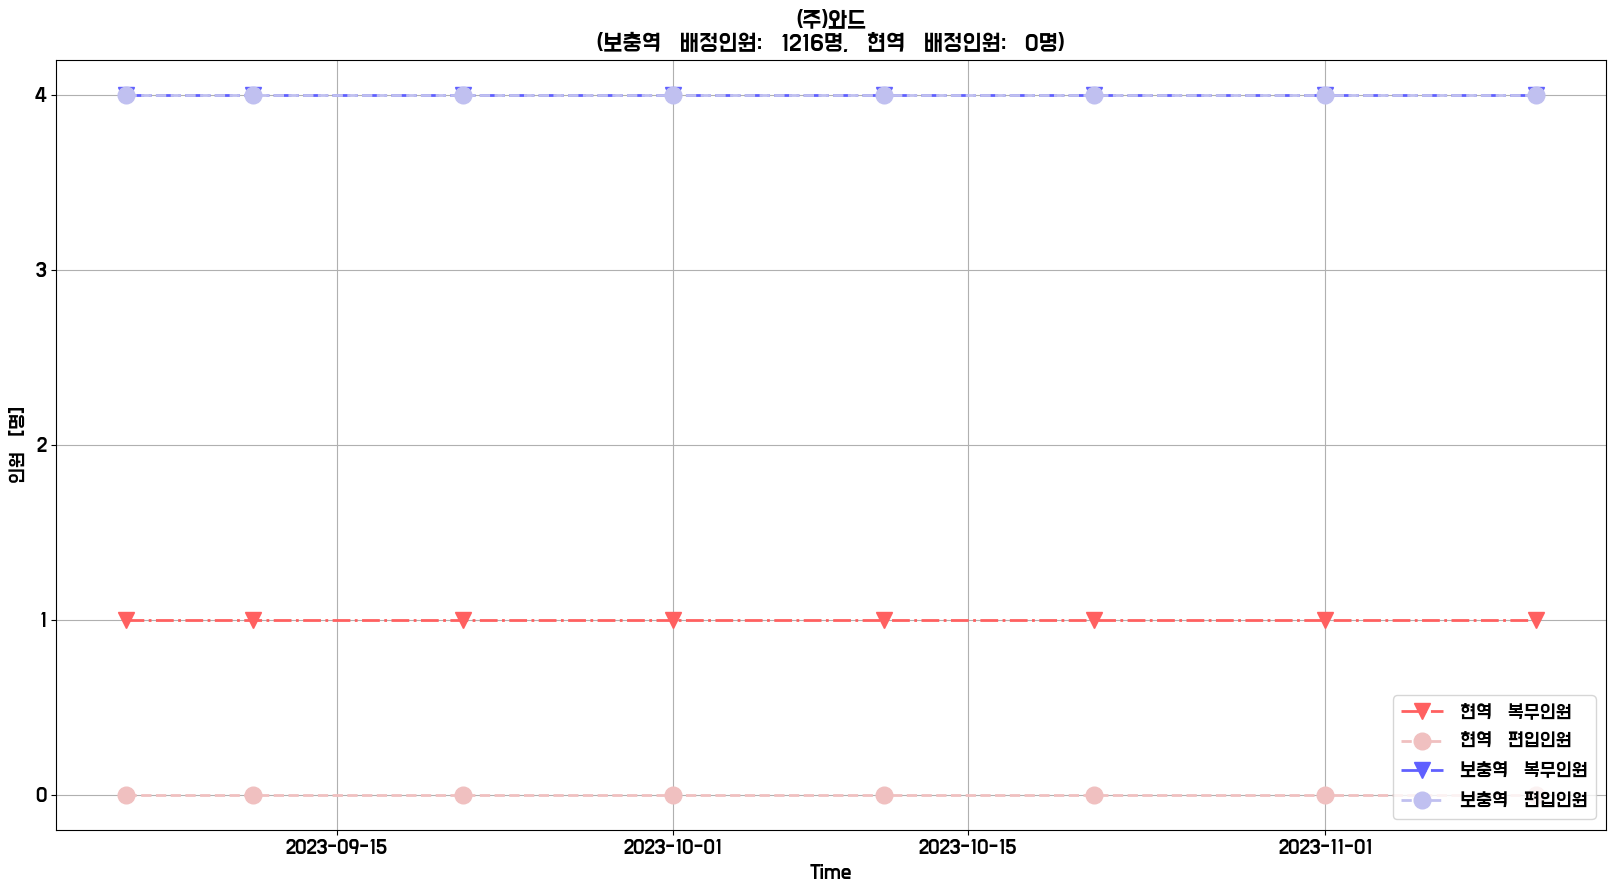 (주)와드
(보충역 배정인원: 1216명, 현역 배정인원: 0명)
4
3
2
1
0
인원 [명]
현역 복무인원
현역 편입인원
보충역 복무인원
보충역 편입인원
2023-09-15
2023-10-01
2023-10-15
2023-11-01
Time